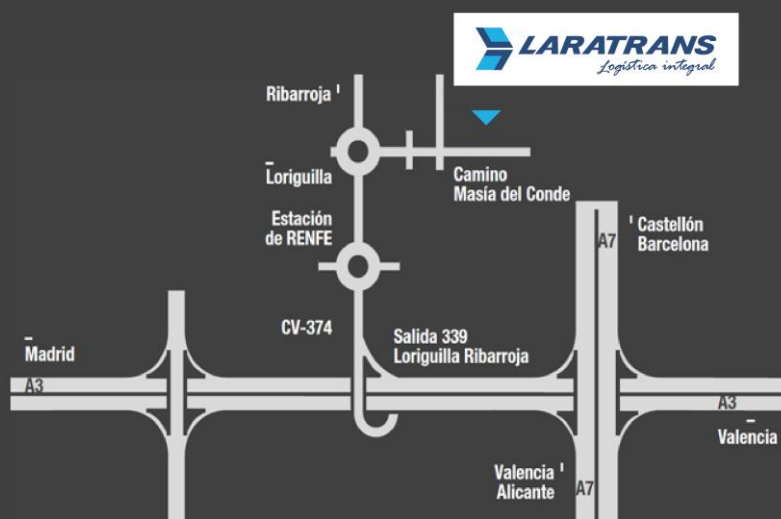 LARATRANS
Logística integral
Ribarroja
Loriguilla
Camino
Masía del Conde
Estación
de RENFE
A7
Castellón
Barcelona
CV-374
Salida 339
Loriguilla Ribarroja
Madrid
A3
A3
Valencia
Valencia
Alicante
A7